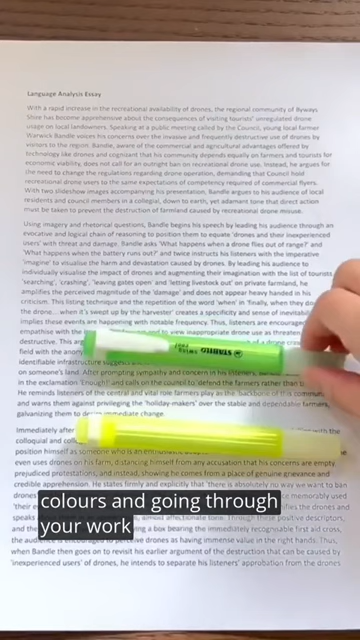 Language Analysis Essay
With a rapid increase in the recreational availability of drones, the regional community of Byways
Shire has become apprehensive about the consequences of visiting tourists' unregulated drone
usage on local landowners. Speaking at a public meeting called by the Council, young local farmer
Warwick Bandle voices his concerns over the invasive and frequently destructive use of drones by
visitors to the region. Bandle, aware of the commercial and agricultural advantages offered by
technology like drones and cognizant that his community depends equally on farmers and tourists for
economic viability, does not call for an outright ban on recreational use. Instead, he argues for
the need to change the regulations regarding drone operation, demanding that Council hold
recreational drone users to the same expectations of competency required of commercial flyers.
With two slideshow images accompanying his presentation, Bandle argues to his audience of local
residents and council members in a collegial, down to earth, yet adamant tone that direct action
must be taken to prevent the destruction of farmland caused by recreational drone misuse.
Using imagery and rhetorical questions, Bandle begins his speech by leading his audience through an
evocative and logical chain of reasoning to position them to equate 'drones and their inexperienced
users' with threat and damage. Bandle asks 'What happens when a drone flies out of range?' and
'What happens when the battery runs out?' and twice instructs his listeners with the imperative
'imagine' to visualise the harm and devastation caused by drones. By leading his audience to
individually visualise the impact of drones and augmenting their imagination with the list of tourists
'searching', 'crashing', 'leaving gates open' and 'letting livestock out' on private farmland, he
amplifies the perceived magnitude of the 'damage' and does not appear heavy handed in his
criticism. This listing technique and the repetition of the word 'when' in 'finally, when they
the drone... when it's swept up by the harvester' creates a specificity and sense of inevitability
implies these events are happening with notable frequency. Thus, listeners are
empathise with the
destructive. This
field with the
identifiable infrastructure
on someone's land. After prompting sympathy and concern in his listeners,
in the exclamation 'Enough!' and calls on the council to 'defend the farmers rather than
He reminds listeners of the central and vital role farmers play as the 'backbone of this
and warns them against privileging the 'holiday-makers' over the stable and dependable farmers,
galvanizing them to demand immediate change.
STABILO
SWING
Immediately
the colloquial and
position himself as someone who is
even uses drones on his farm, distancing himself from any accusation that his concerns are empty,
prejudiced protestations, and instead, showing he comes from a place of genuine grievance and
credible apprehension. He states firmly and explicitly that 'there is absolutely no way we want to ban
drones
colours and going through
your work
the audience is encouraged to perceive drones as having immense value in the right hands. Thus,
when Bandle then goes on to revisit his earlier argument of the destruction that can be caused by
'inexperienced users' of drones, he intends to separate his listeners' approbation from the